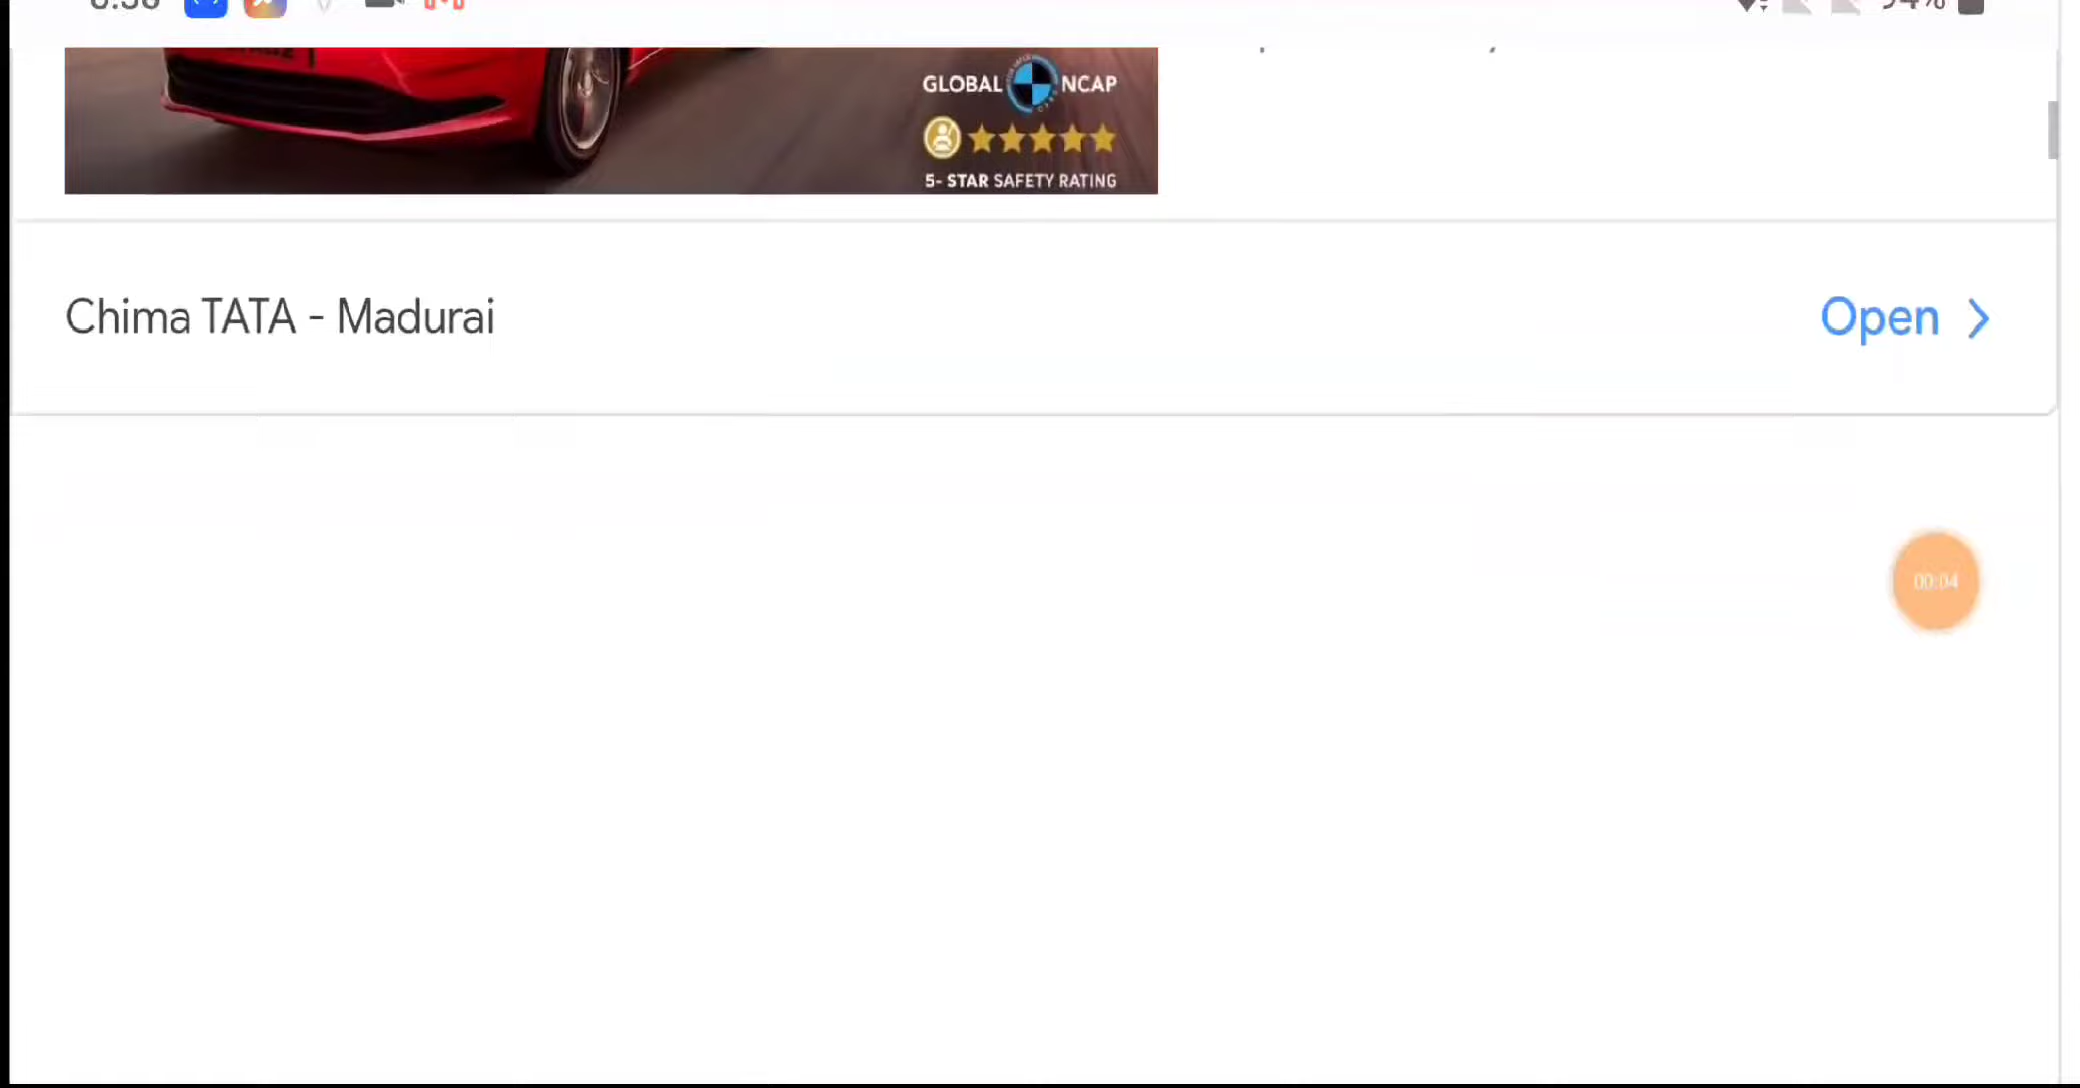 GLOBAL NCAP
5- STAR SAFETY RATING
Chima TATA - Madurai
Open
00:04